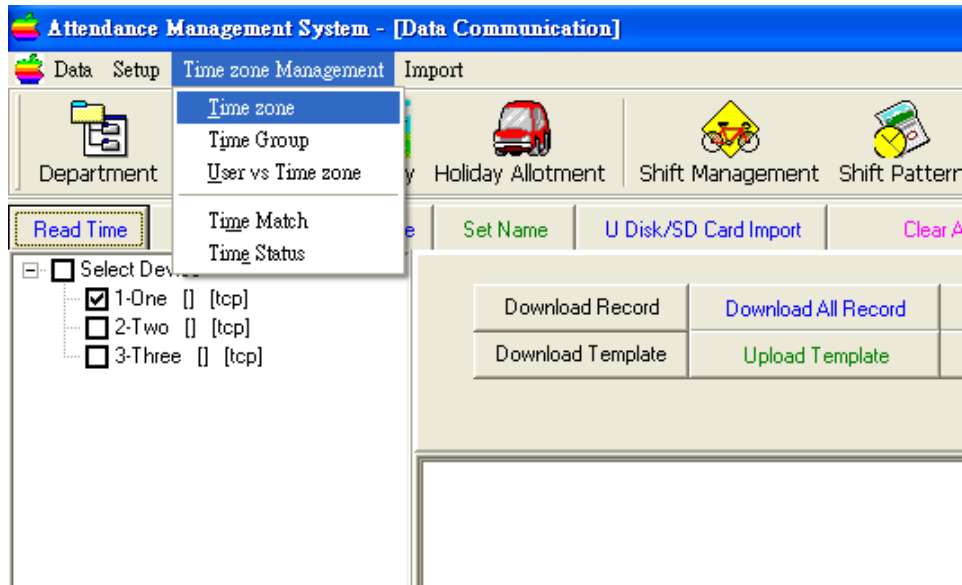 Attendance Management System - [Data Communication]
Data Setup Time zone Management Import
Time zone
Time Group
User vs Time zone
Time Match
Time Status
Department Holiday Allotment Shift Management Shift Pattern
Read Time Set Name U Disk/SD Card Import Clear
Select
1-One [] [tcp]
2-Two [] [tcp]
3-Three [] [tcp]
Download Record Download All Record
Download Template Upload Template